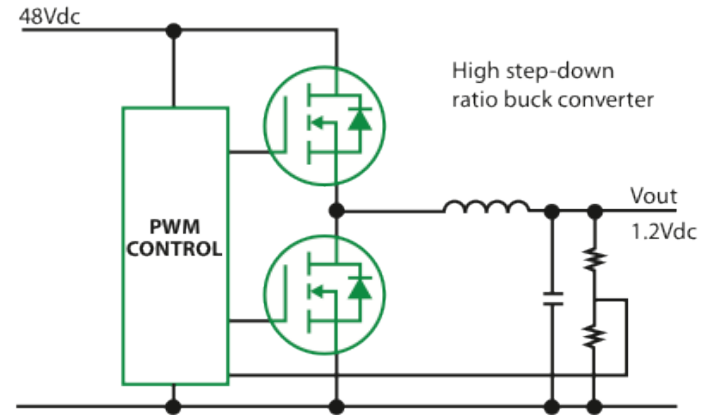 48Vdc
High step-down
ratio buck converter
PWM
CONTROL
Vout
1.2Vdc